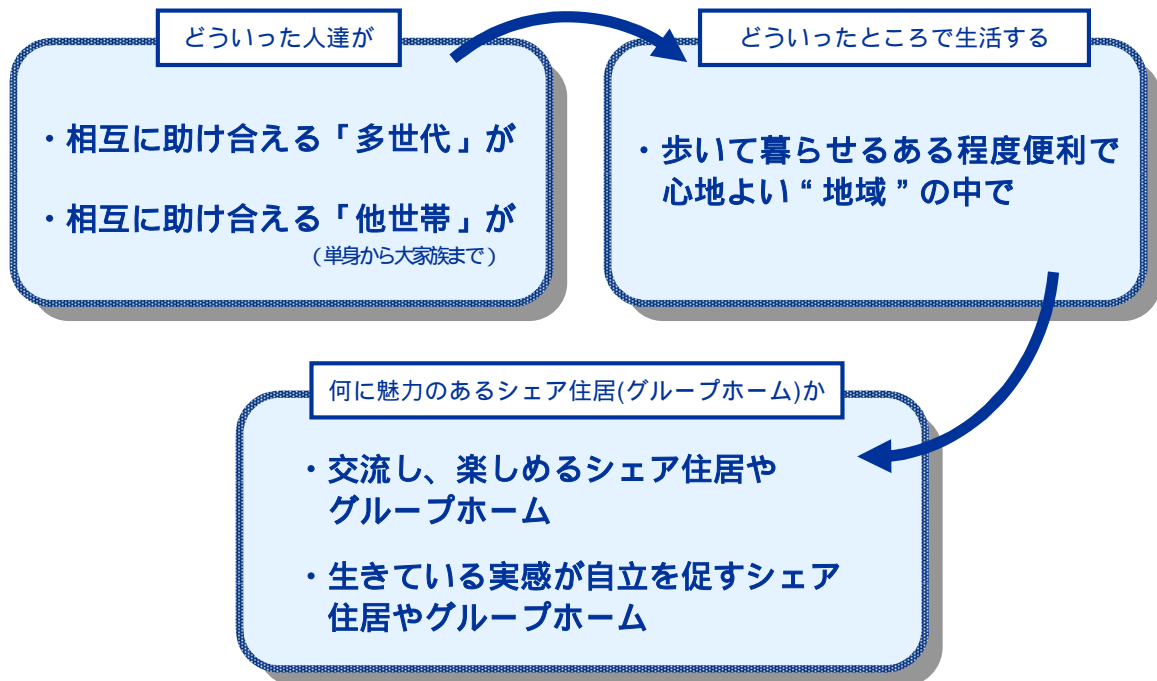 どういった人達が
・相互に助け合える「多世代」が
・相互に助け合える「他世帯」が
（単身から大家族まで）
どういったところで生活する
・歩いて暮らせるある程度便利で
心地よい“地域”の中で
何に魅力のあるシェア住居(グループホーム)か
・交流し、楽しめるシェア住居や
グループホーム
・生きている実感が自立を促すシェア
住居やグループホーム